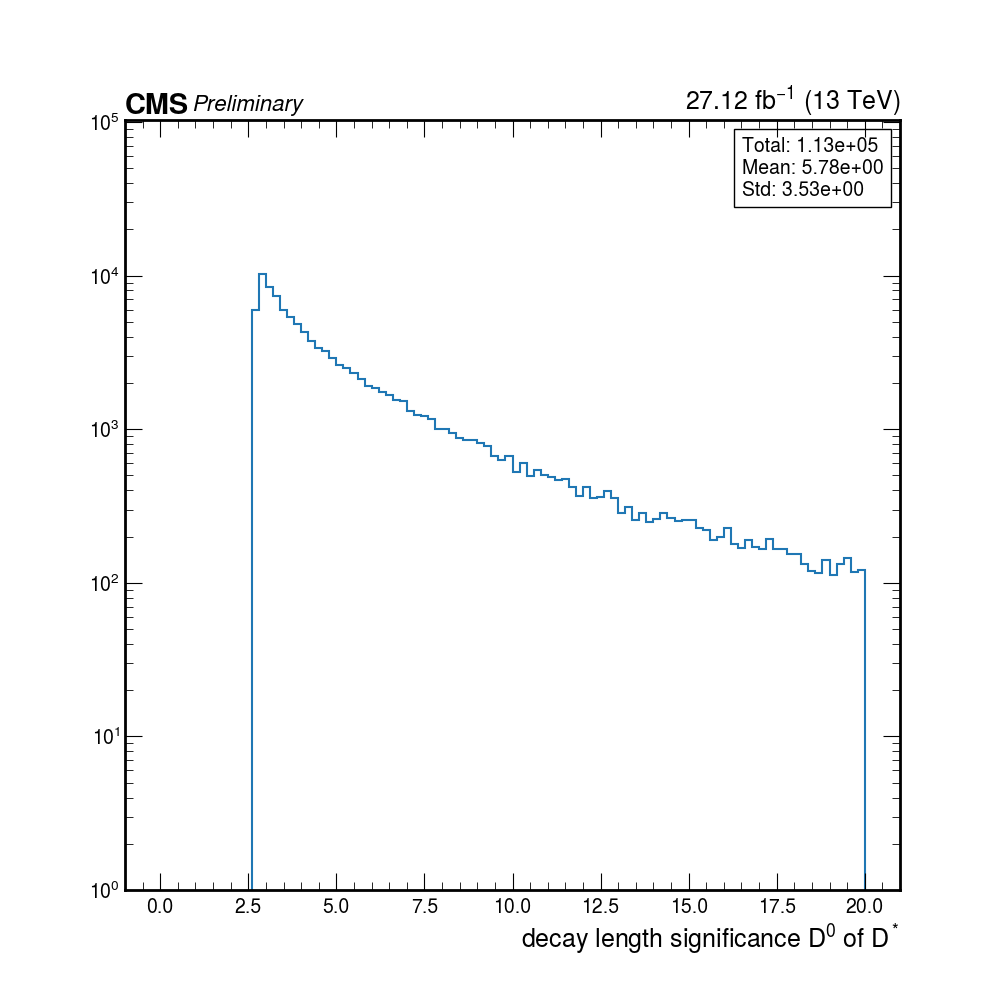 CMS Preliminary 27.12 fb⁻¹ (13 TeV)
10⁵
Total: 1.13e+05
Mean: 5.78e+00
Std: 3.53e+00
10⁴
10³
10²
10¹
10⁰
0.0 2.5 5.0 7.5 10.0 12.5 15.0 17.5 20.0
decay length significance D⁰ of D*